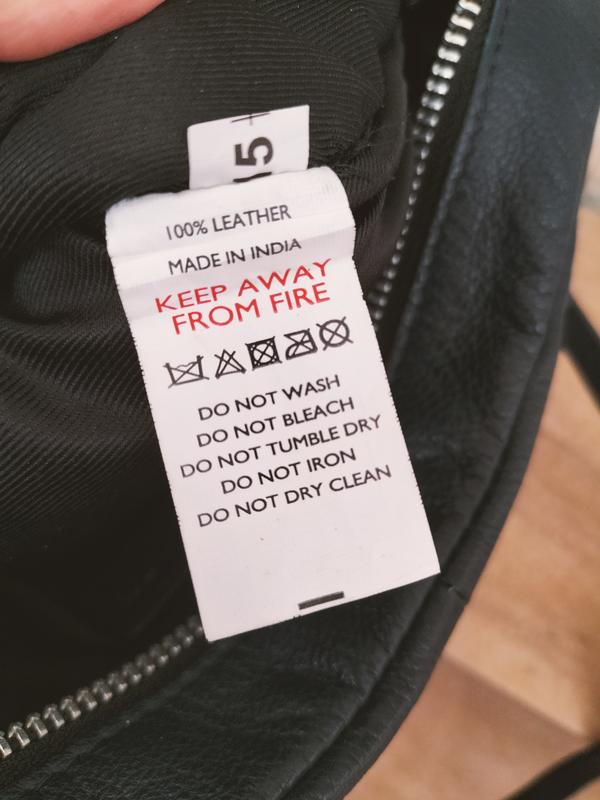 15
100% LEATHER
MADE IN INDIA
KEEP AWAY
FROM FIRE
DO NOT WASH
DO NOT BLEACH
DO NOT TUMBLE DRY
DO NOT IRON
DO NOT DRY CLEAN